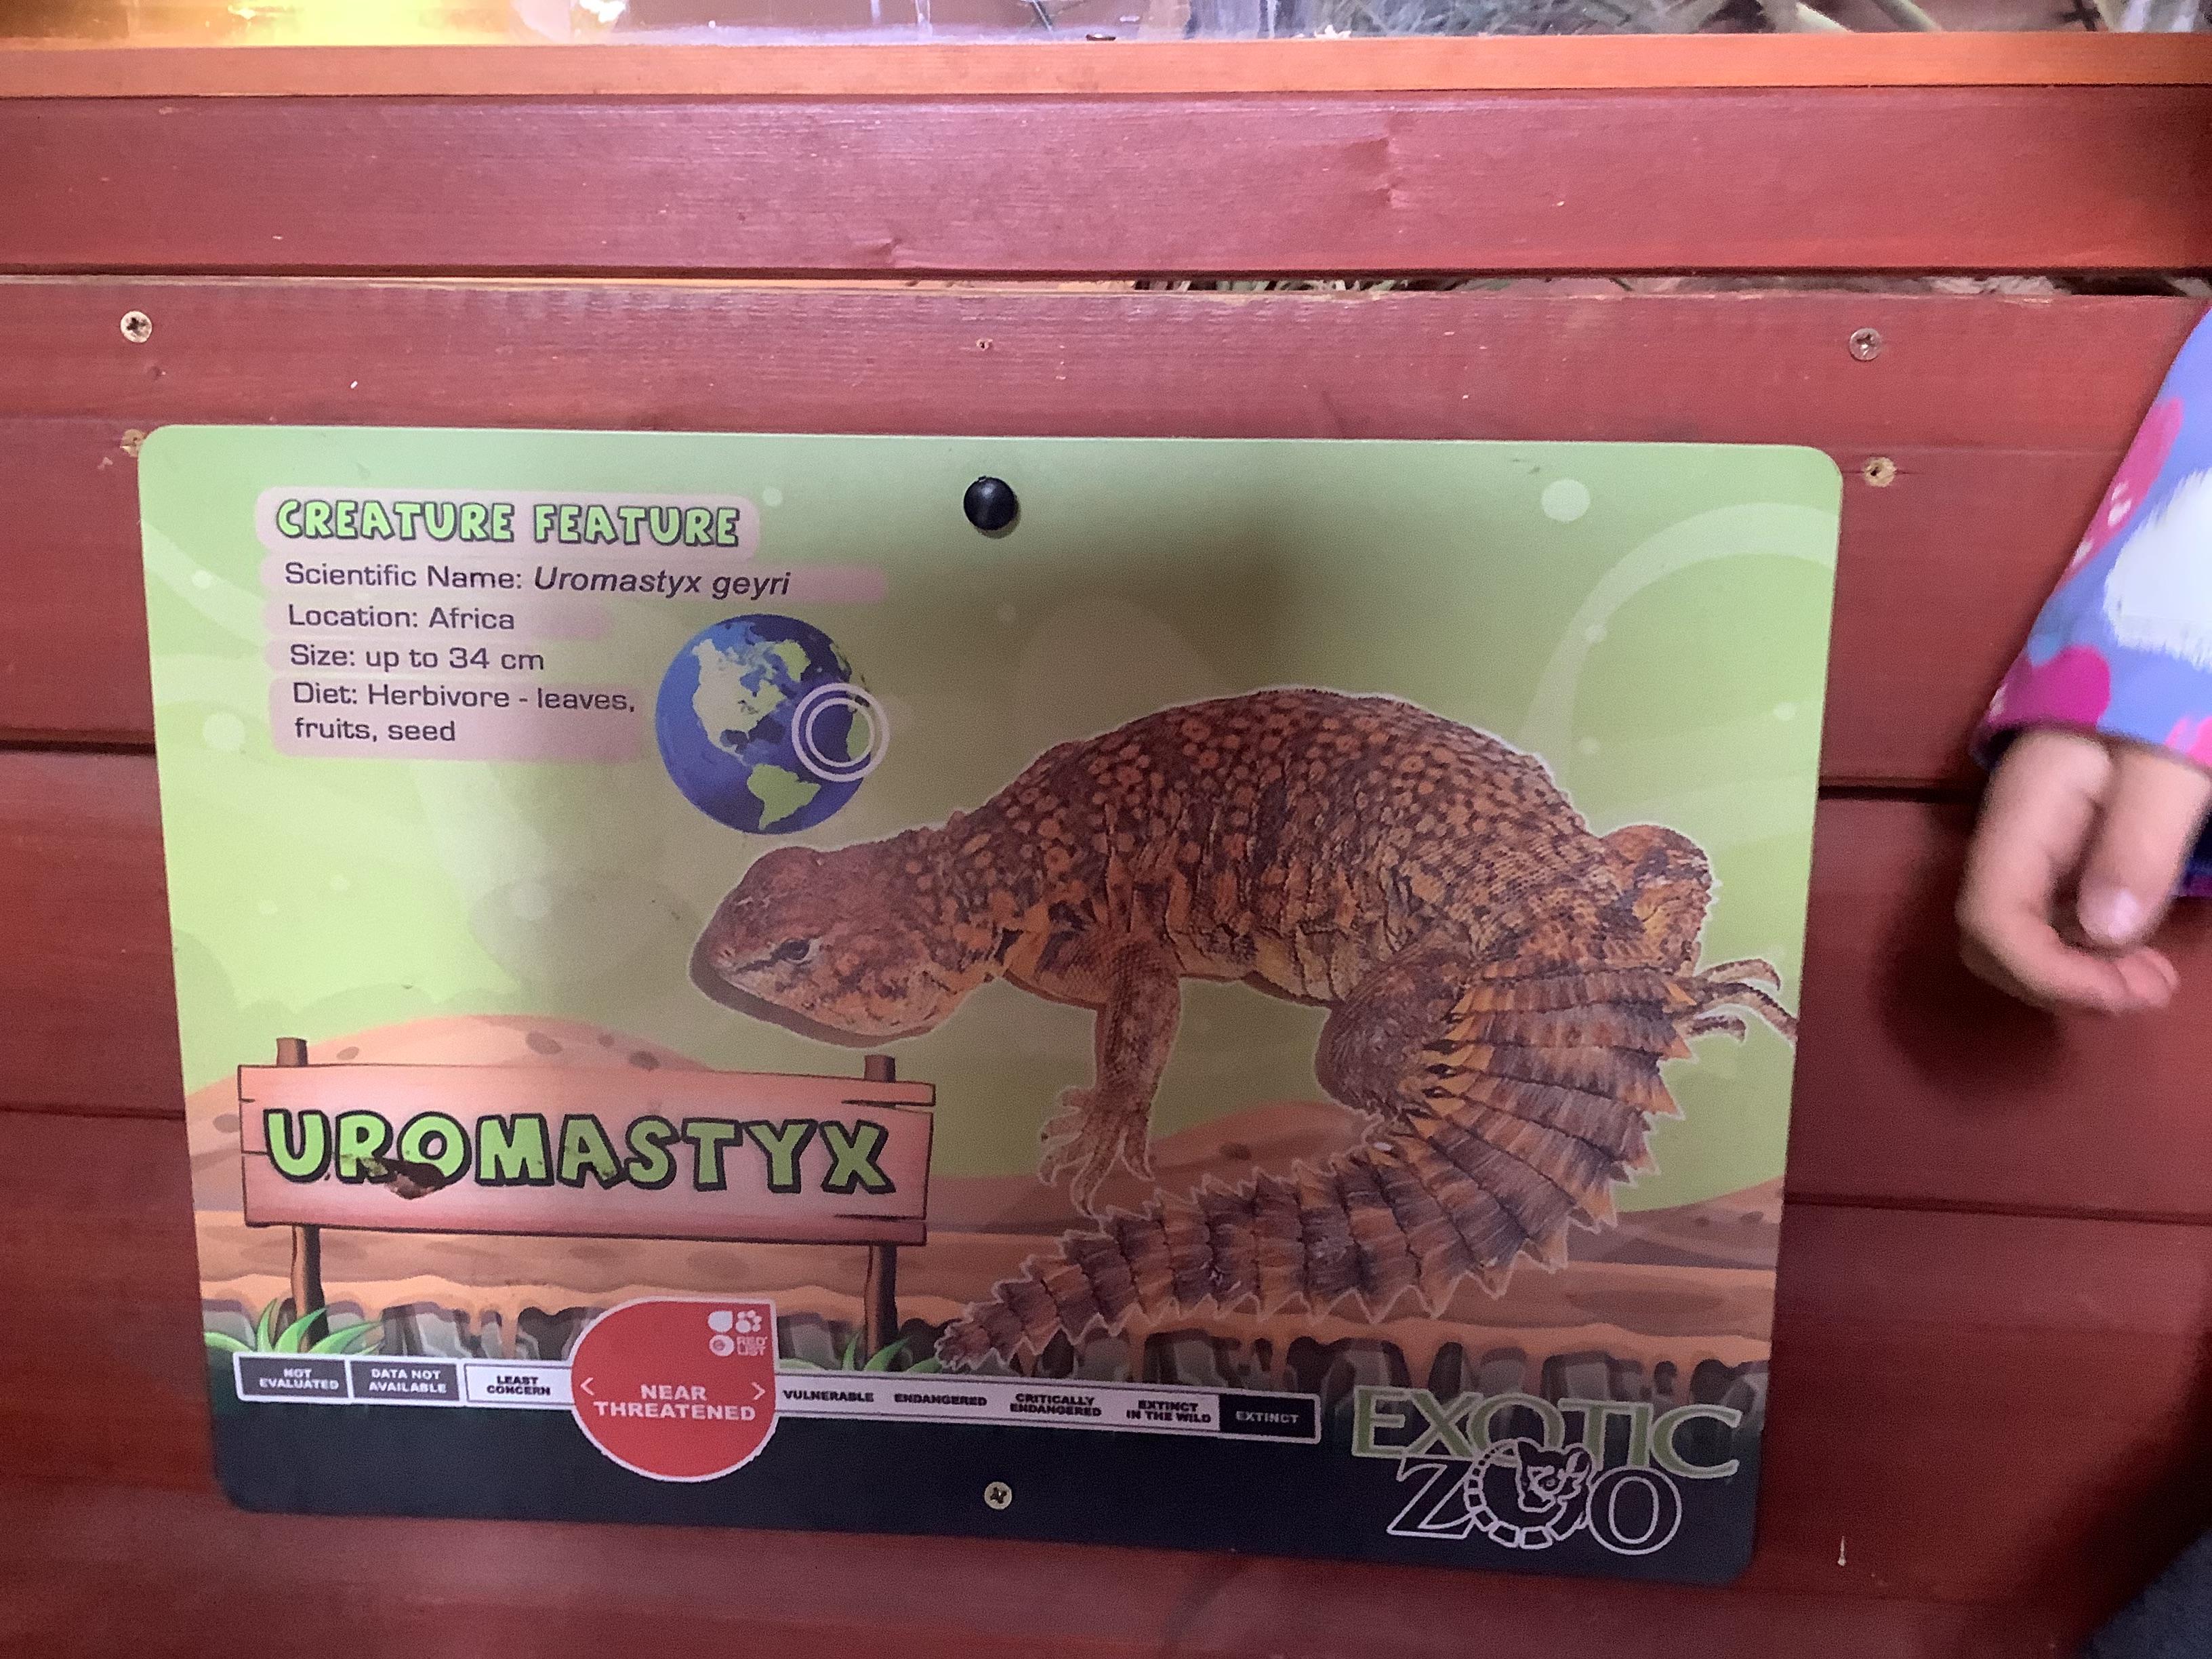 CREATURE FEATURE
Scientific Name: Uromastyx geyri
Location: Africa
Size: up to 34 cm
Diet: Herbivore - leaves,
fruits, seed
UROMASTYX
RED
LIST
NOT
EVALUATED
DATA NOT
AVAILABLE
LEAST
CONCERN
< NEAR >
THREATENED
VULNERABLE
ENDANGERED
CRITICALLY
ENDANGERED
EXTINCT
IN THE WILD
EXTINCT
EXOTIC
ZOO